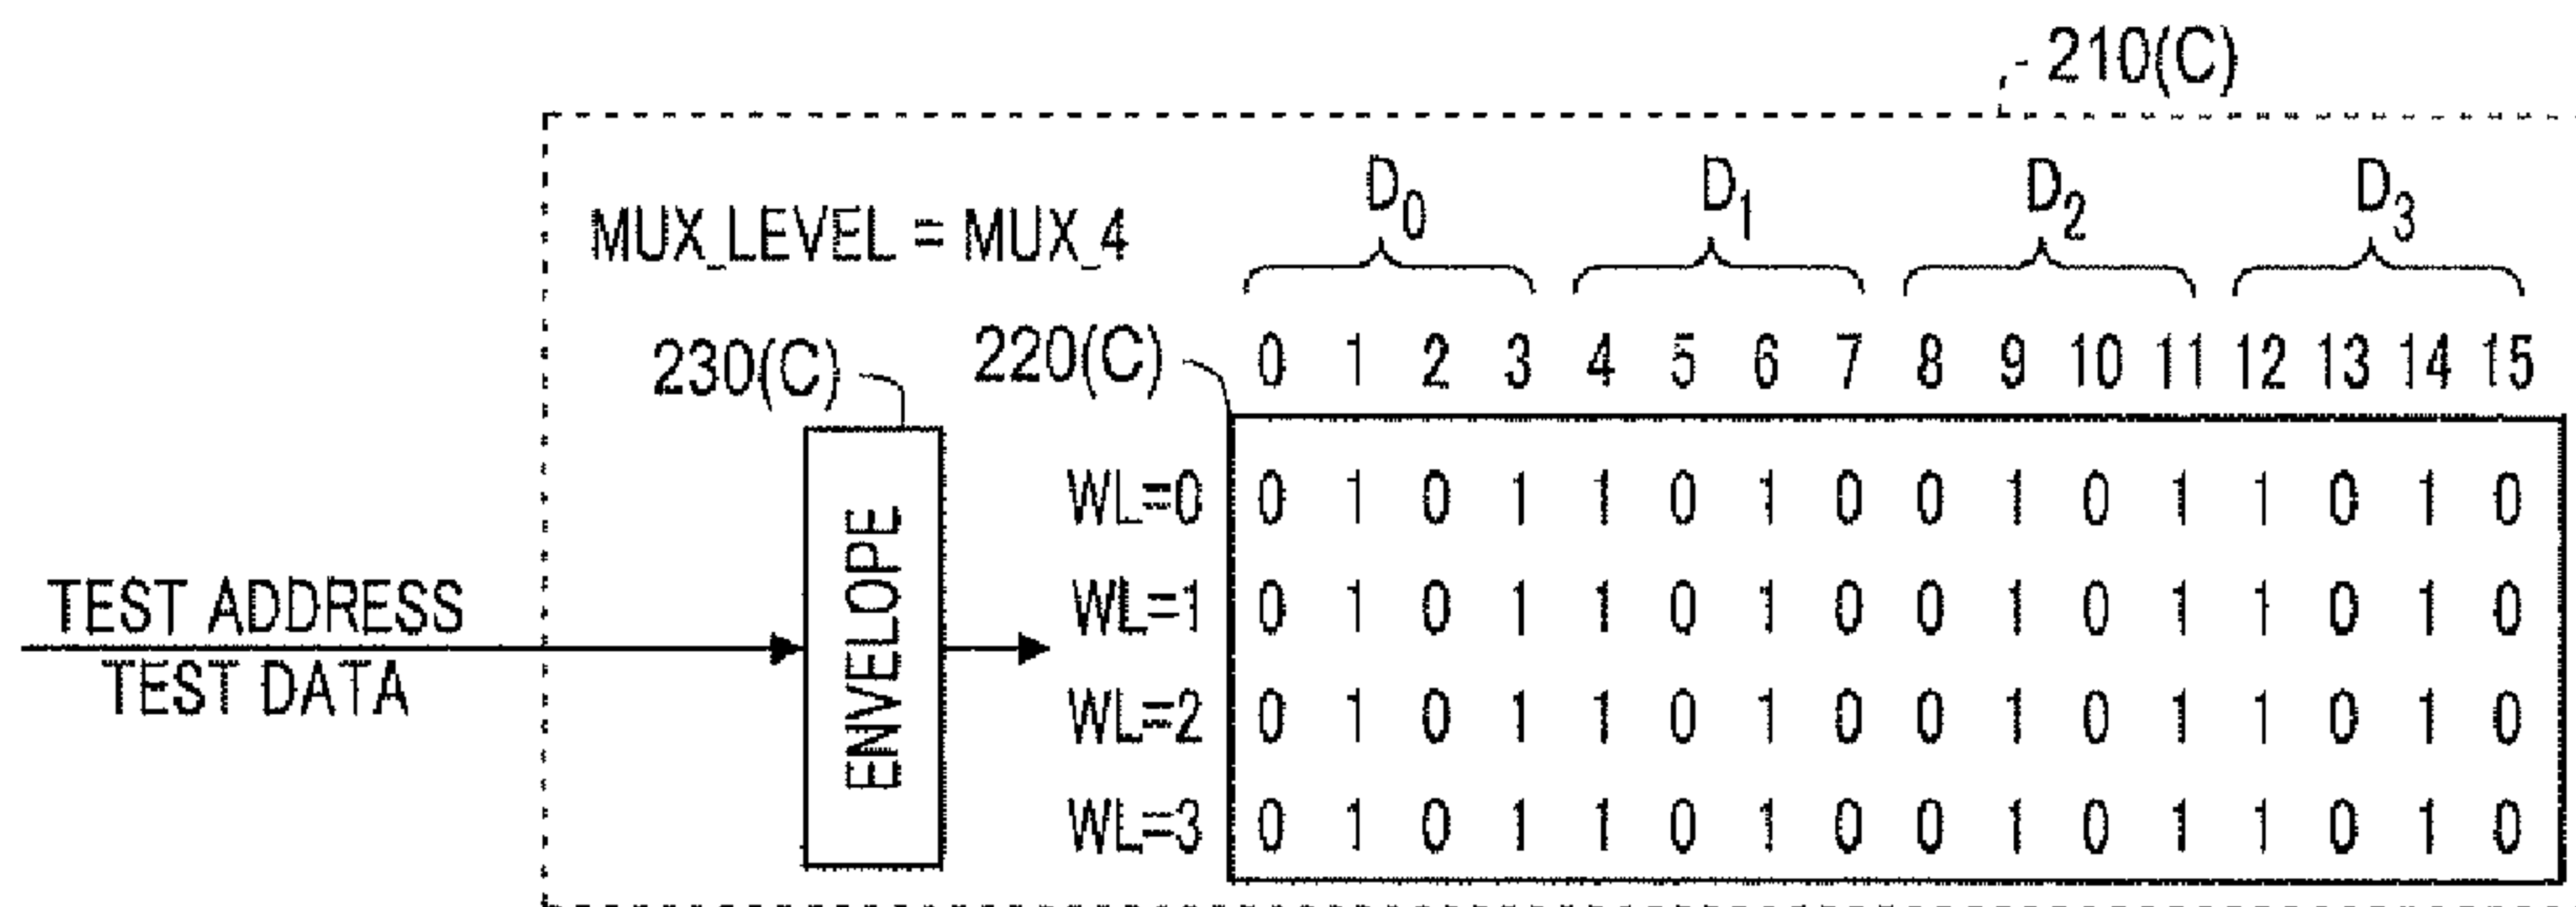 210(C)
MUX_LEVEL = MUX_4
D0 D1 D2 D3
230(C) 220(C) 0 1 2 3 4 5 6 7 8 9 10 11 12 13 14 15
WL=0 0 1 0 1 1 0 1 0 0 1 0 1 1 0 1 0
WL=1 0 1 0 1 1 0 1 0 0 1 0 1 1 0 1 0
WL=2 0 1 0 1 1 0 1 0 0 1 0 1 1 0 1 0
WL=3 0 1 0 1 1 0 1 0 0 1 0 1 1 0 1 0
ENVELOPE
TEST ADDRESS
TEST DATA